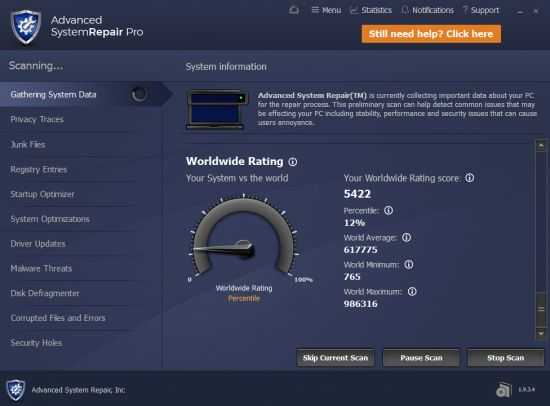 Advanced
SystemRepair Pro
Menu
Statistics
Notifications
? Support
Still need help? Click here
Scanning...
Gathering System Data
Privacy Traces
Junk Files
Registry Entries
Startup Optimizer
System Optimizations
Driver Updates
Malware Threats
Disk Defragmenter
Corrupted Files and Errors
Security Holes
System information
Advanced System Repair(TM) is currently collecting important data about your PC
for the repair process. This preliminary scan can help detect common issues that may
be effecting your PC including stability, performance and security issues that can cause
users annoyance.
Worldwide Rating
Your System vs the world
0
100%
Worldwide Rating
Percentile
Your Worldwide Rating score:
5422
Percentile:
12%
World Average:
617775
World Minimum:
765
World Maximum:
986316
Skip Current Scan
Pause Scan
Stop Scan
Advanced System Repair, Inc
1.9.3.4